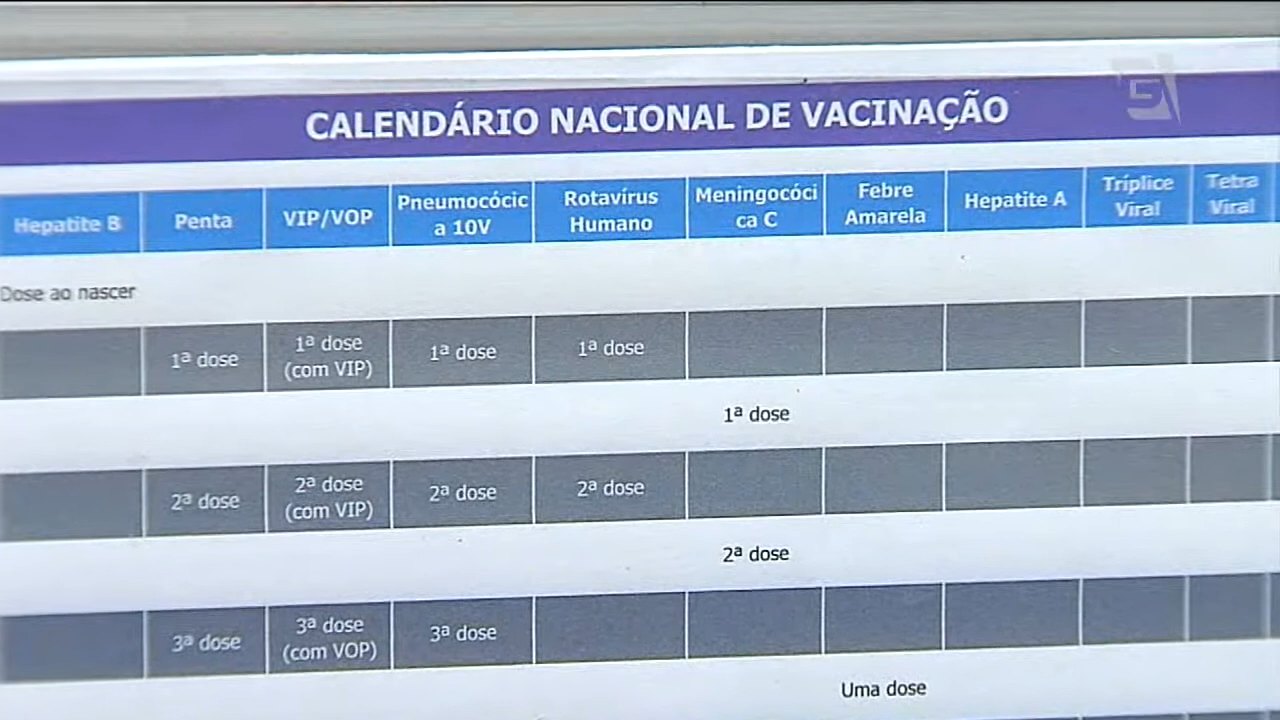 CALENDÁRIO NACIONAL DE VACINAÇÃO
Hepatite B Penta VIP/VOP Pneumocócic a 10V Rotavírus Humano Meningocóci ca C Febre Amarela Hepatite A Tríplice Viral Tetra Viral
Dose ao nascer
1ª dose 1ª dose (com VIP) 1ª dose 1ª dose
1ª dose
2ª dose 2ª dose (com VIP) 2ª dose 2ª dose
2ª dose
3ª dose 3ª dose (com VOP) 3ª dose
Uma dose